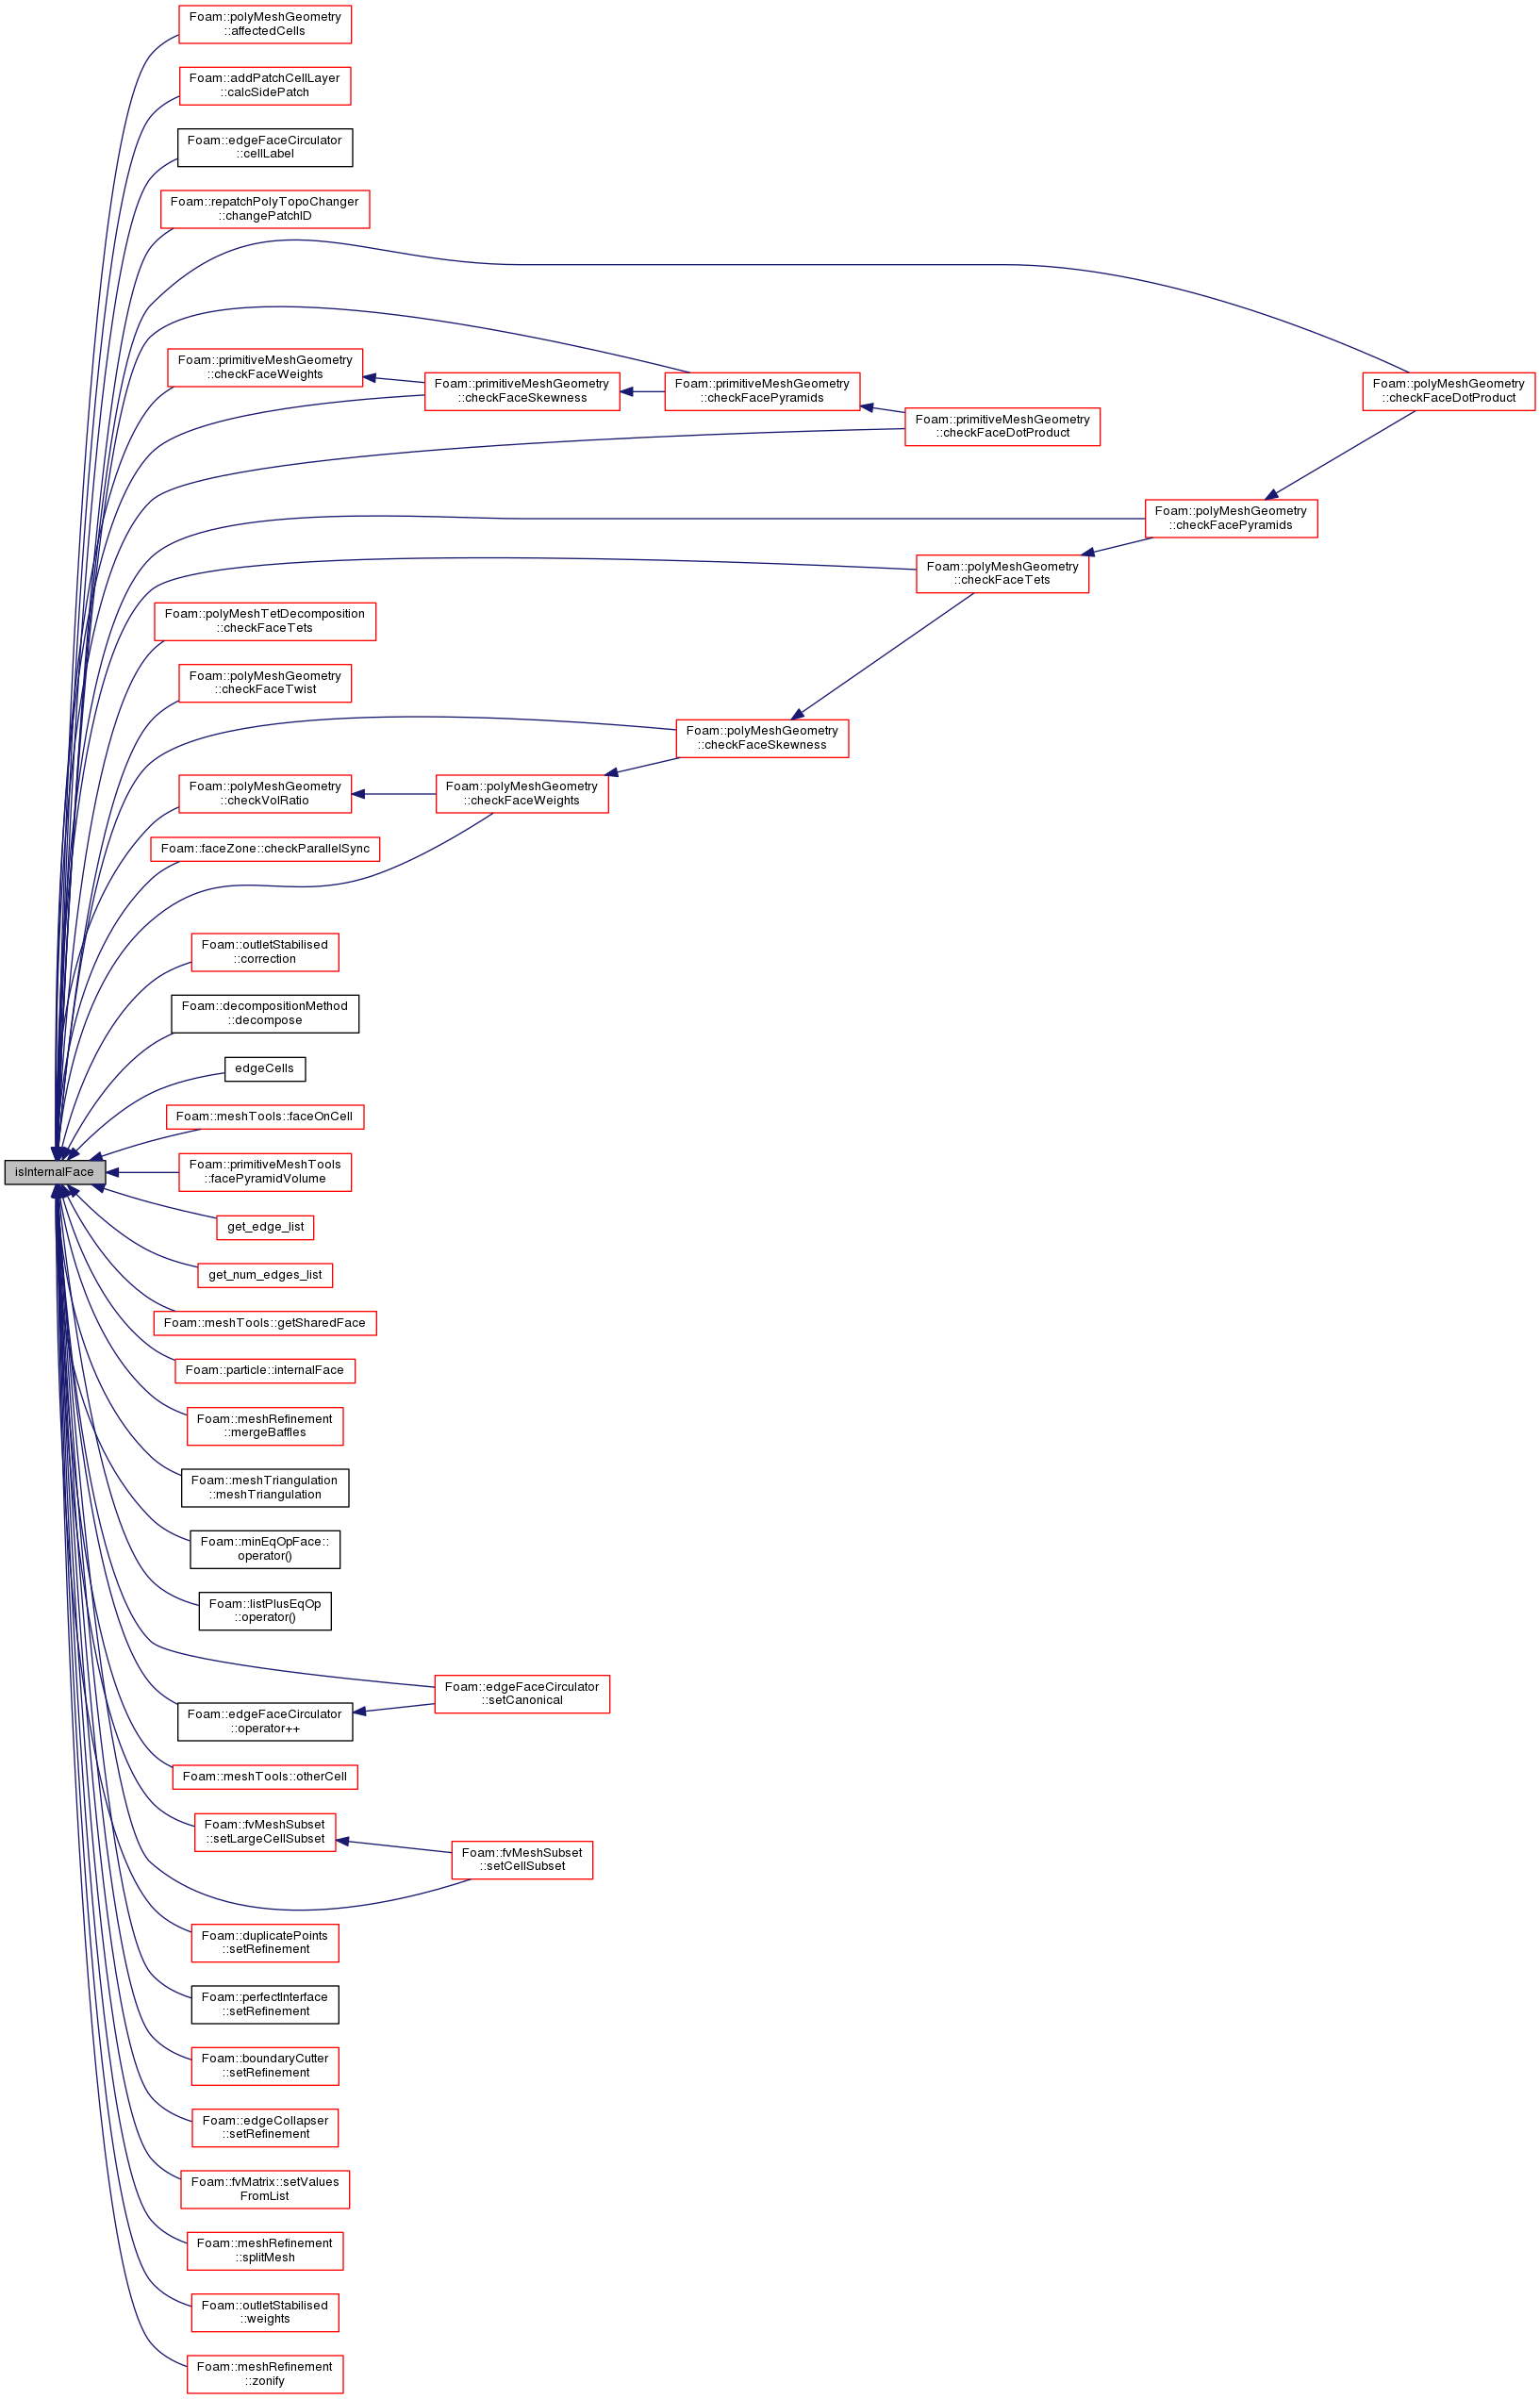 Foam::polyMeshGeometry
::affectedCells
Foam::addPatchCellLayer
::calcSidePatch
Foam::edgeFaceCirculator
::cellLabel
Foam::repatchPolyTopoChanger
::changePatchID
Foam::primitiveMeshGeometry
::checkFaceWeights
Foam::primitiveMeshGeometry
::checkFaceSkewness
Foam::primitiveMeshGeometry
::checkFacePyramids
Foam::primitiveMeshGeometry
::checkFaceDotProduct
Foam::polyMeshGeometry
::checkFaceDotProduct
Foam::polyMeshGeometry
::checkFacePyramids
Foam::polyMeshGeometry
::checkFaceTets
Foam::polyMeshTetDecomposition
::checkFaceTets
Foam::polyMeshGeometry
::checkFaceTwist
Foam::polyMeshGeometry
::checkFaceSkewness
Foam::polyMeshGeometry
::checkVolRatio
Foam::polyMeshGeometry
::checkFaceWeights
Foam::faceZone::checkParallelSync
Foam::outletStabilised
::correction
Foam::decompositionMethod
::decompose
edgeCells
Foam::meshTools::faceOnCell
isInternalFace
Foam::primitiveMeshTools
::facePyramidVolume
get_edge_list
get_num_edges_list
Foam::meshTools::getSharedFace
Foam::particle::internalFace
Foam::meshRefinement
::mergeBaffles
Foam::meshTriangulation
::meshTriangulation
Foam::minEqOpFace::
operator()
Foam::listPlusEqOp
::operator()
Foam::edgeFaceCirculator
::setCanonical
Foam::edgeFaceCirculator
::operator++
Foam::meshTools::otherCell
Foam::fvMeshSubset
::setLargeCellSubset
Foam::fvMeshSubset
::setCellSubset
Foam::duplicatePoints
::setRefinement
Foam::perfectInterface
::setRefinement
Foam::boundaryCutter
::setRefinement
Foam::edgeCollapser
::setRefinement
Foam::fvMatrix::setValues
FromList
Foam::meshRefinement
::splitMesh
Foam::outletStabilised
::weights
Foam::meshRefinement
::zonify